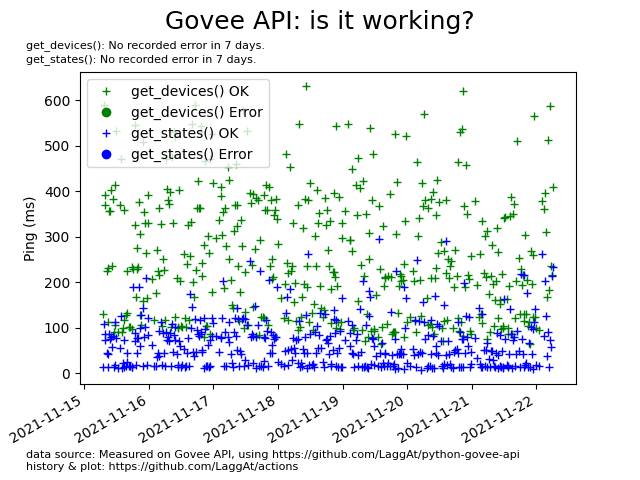 Govee API: is it working?
get_devices(): No recorded error in 7 days.
get_states(): No recorded error in 7 days.
get_devices() OK
get_devices() Error
get_states() OK
get_states() Error
Ping (ms)
600
500
400
300
200
100
0
2021-11-15
2021-11-16
2021-11-17
2021-11-18
2021-11-19
2021-11-20
2021-11-21
2021-11-22
data source: Measured on Govee API, using https://github.com/LaggAt/python-govee-api
history & plot: https://github.com/LaggAt/actions